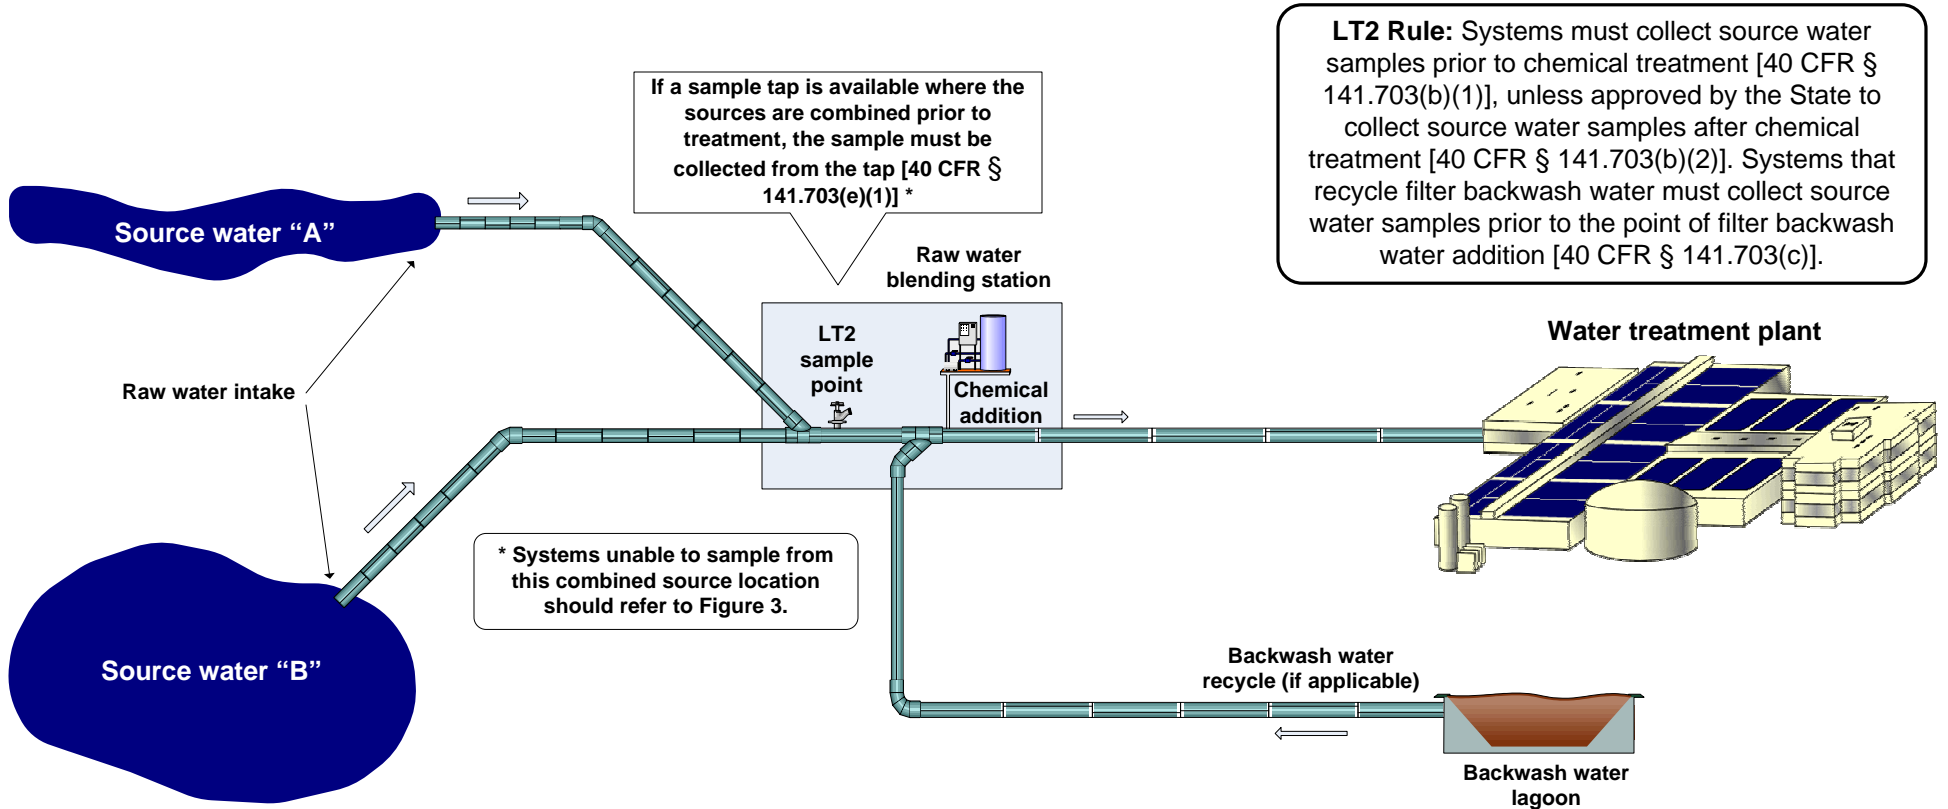 LT2 Rule: Systems must collect source water
samples prior to chemical treatment [40 CFR §
141.703(b)(1)], unless approved by the State to
collect source water samples after chemical
treatment [40 CFR § 141.703(b)(2)]. Systems that
recycle filter backwash water must collect source
water samples prior to the point of filter backwash
water addition [40 CFR § 141.703(c)].
If a sample tap is available where the
sources are combined prior to
treatment, the sample must be
collected from the tap [40 CFR §
141.703(e)(1)] *
Source water “A”
Raw water
blending station
LT2
sample
point
Chemical
addition
Water treatment plant
Raw water intake
* Systems unable to sample from
this combined source location
should refer to Figure 3.
Source water “B”
Backwash water
recycle (if applicable)
Backwash water
lagoon